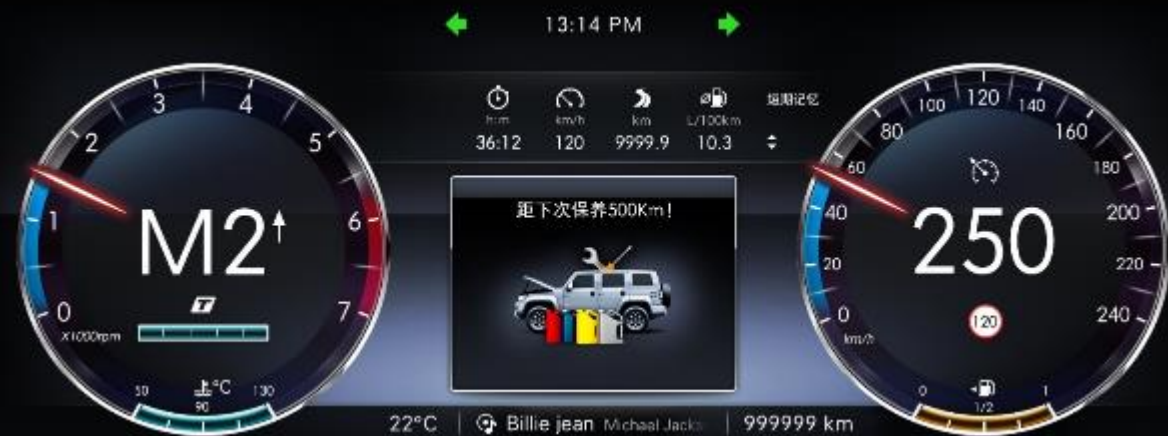 13:14 PM
h:m km/h km L/100km 短期记忆
36:12 120 9999.9 10.3
距下次保养500Km!
0 1 2 3 4 5 6 7
X1000rpm
M2
T
50 °C 130
90
0 20 40 60 80 100 120 140 160 180 200 220 240
km/h
250
120
0 1
1/2
22°C Billie jean Michael Jacks 999999 km